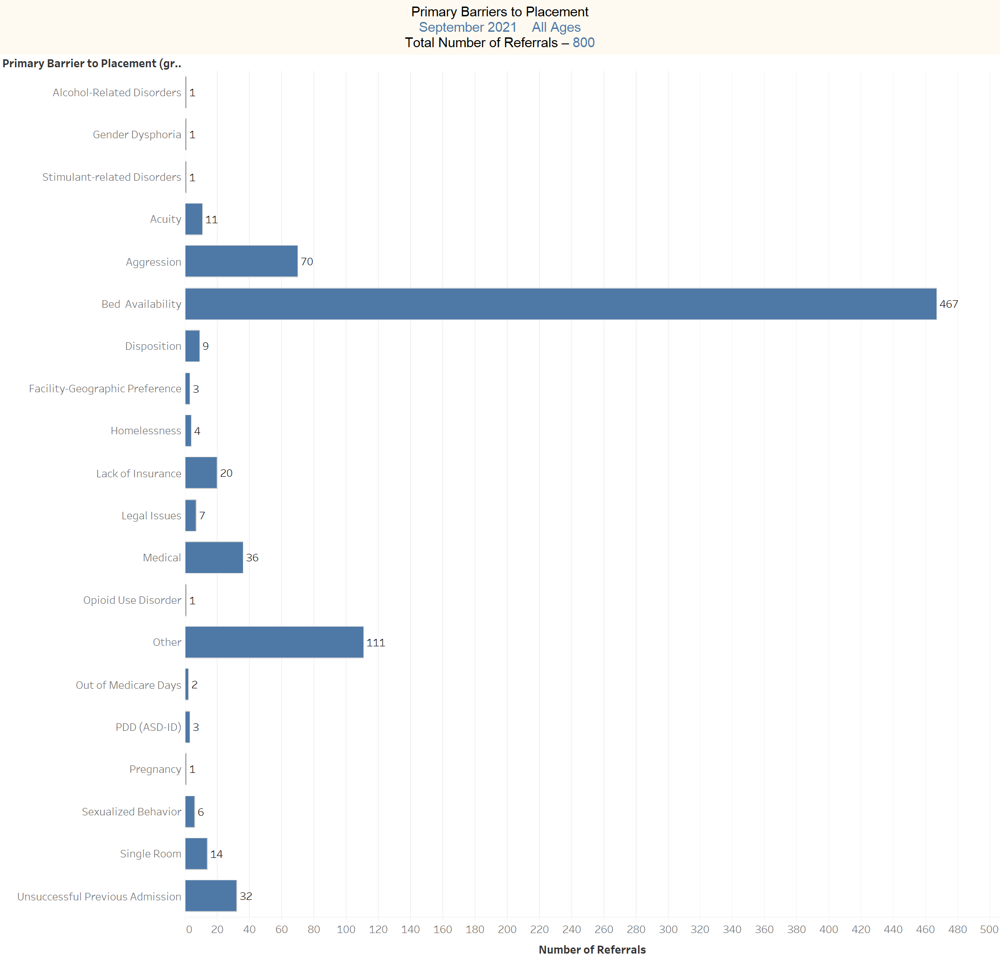 Primary Barriers to Placement
September 2021 All Ages
Total Number of Referrals – 800
Primary Barrier to Placement (gr..
Alcohol-Related Disorders 1
Gender Dysphoria 1
Stimulant-related Disorders 1
Acuity 11
Aggression 70
Bed Availability 467
Disposition 9
Facility-Geographic Preference 3
Homelessness 4
Lack of Insurance 20
Legal Issues 7
Medical 36
Opioid Use Disorder 1
Other 111
Out of Medicare Days 2
PDD (ASD-ID) 3
Pregnancy 1
Sexualized Behavior 6
Single Room 14
Unsuccessful Previous Admission 32
0 20 40 60 80 100 120 140 160 180 200 220 240 260 280 300 320 340 360 380 400 420 440 460 480 500
Number of Referrals